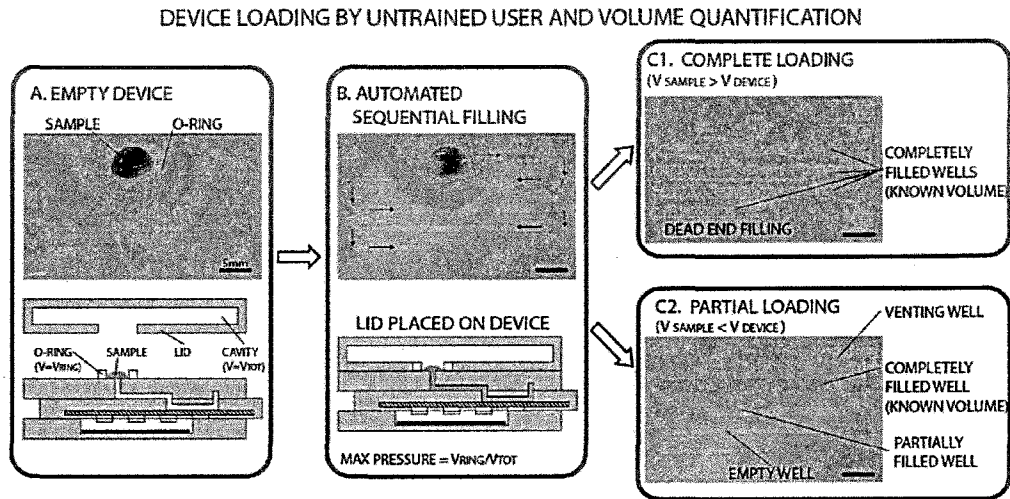 DEVICE LOADING BY UNTRAINED USER AND VOLUME QUANTIFICATION
A. EMPTY DEVICE
SAMPLE
O-RING
5mm
O-RING
(V=VRING)
SAMPLE
LID
CAVITY
(V=VTOT)
B. AUTOMATED
SEQUENTIAL FILLING
LID PLACED ON DEVICE
MAX PRESSURE = VRING/VTOT
C1. COMPLETE LOADING
(V SAMPLE > V DEVICE)
COMPLETELY
FILLED WELLS
(KNOWN VOLUME)
DEAD END FILLING
C2. PARTIAL LOADING
(V SAMPLE < V DEVICE)
VENTING WELL
COMPLETELY
FILLED WELL
(KNOWN VOLUME)
PARTIALLY
FILLED WELL
EMPTY WELL